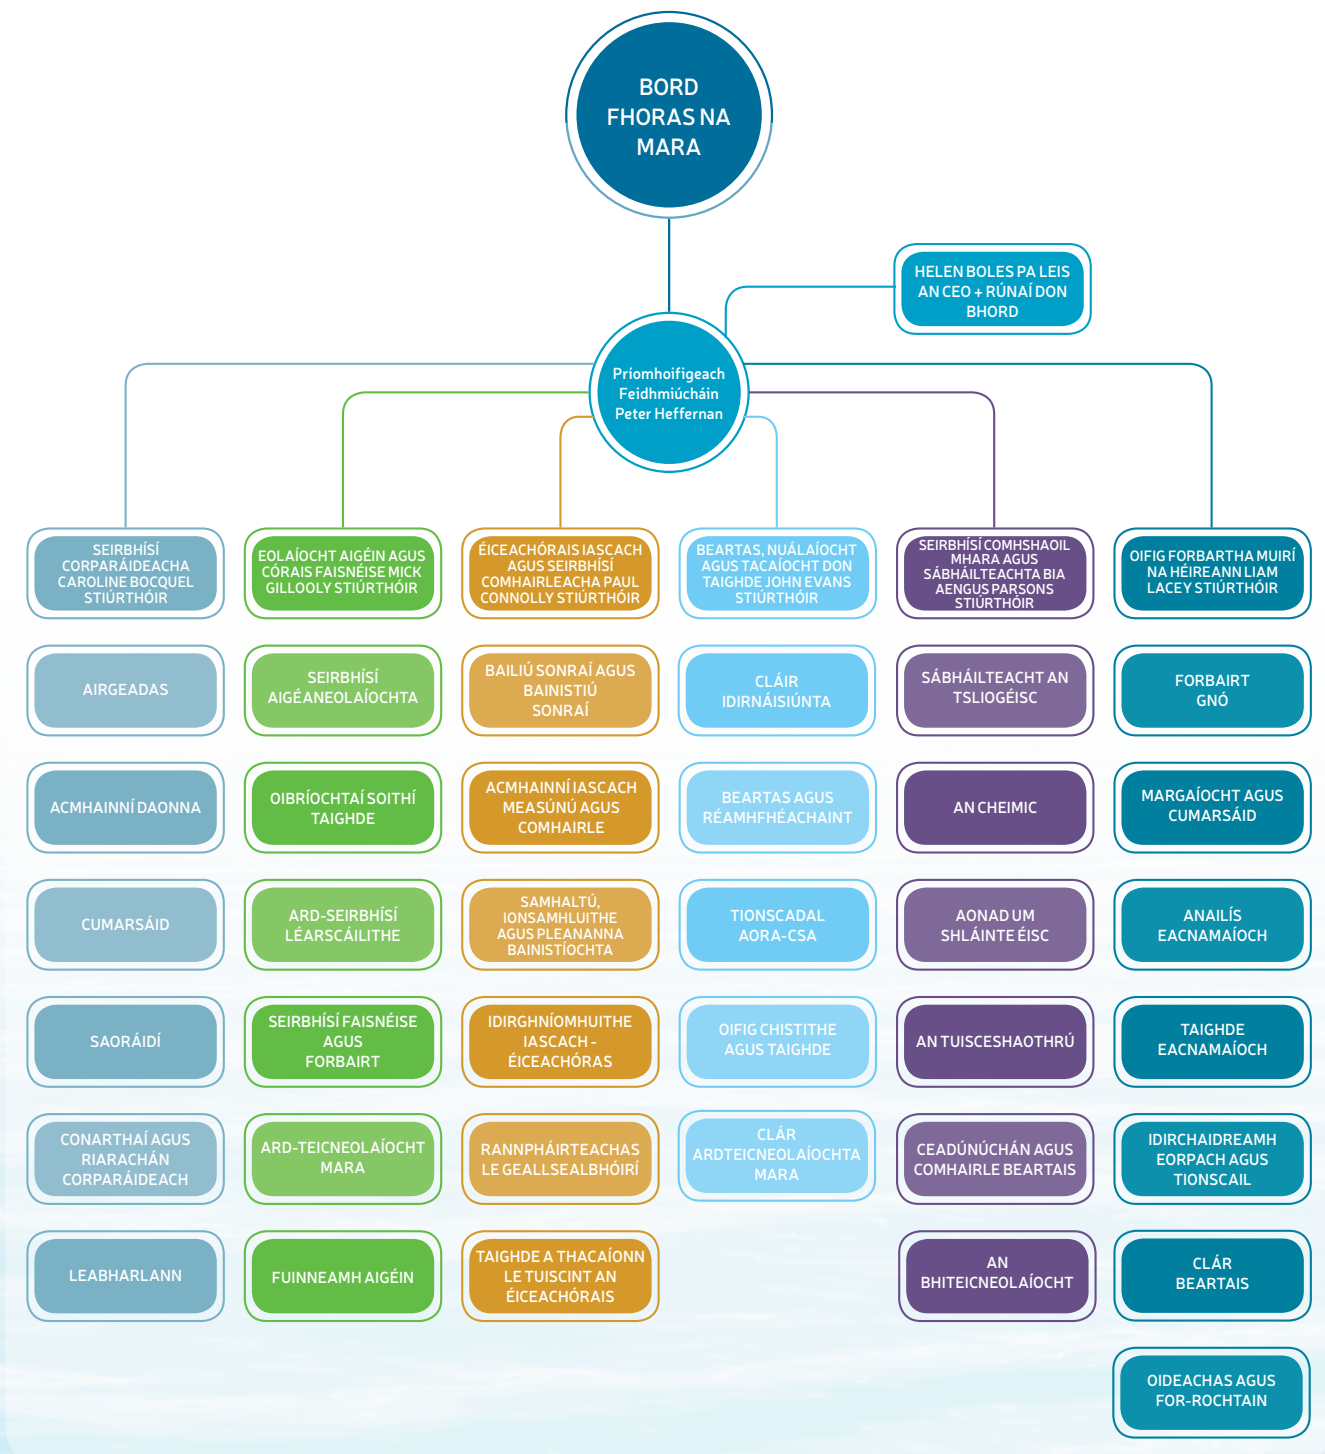 BORD
FHORAS NA
MARA
HELEN BOLES PA LEIS
AN CEO + RÚNAÍ DON
BHORD
Príomhoifigeach
Feidhmiúcháin
Peter Heffernan
SEIRBHÍSÍ
CORPARÁIDEACHA
CAROLINE BOCQUEL
STIÚRTHÓIR
AIRGEADAS
ACMHAINNÍ DAONNA
CUMARSÁID
SAORÁIDÍ
CONARTHAÍ AGUS
RIARACHÁN
CORPARÁIDEACH
LEABHARLANN
EOLAÍOCHT AIGÉIN AGUS
CÓRAIS FAISNÉISE MICK
GILLOOLY STIÚRTHÓIR
SEIRBHÍSÍ
AIGÉANEOLAÍOCHTA
OIBRÍOCHTAÍ SOITHÍ
TAIGHDE
ARD-SEIRBHÍSÍ
LÉARSCÁILITHE
SEIRBHÍSÍ FAISNÉISE
AGUS
FORBAIRT
ARD-TEICNEOLAÍOCHT
MARA
FUINNEAMH AIGÉIN
ÉICEACHÓRAIS IASCACH
AGUS SEIRBHÍSÍ
COMHAIRLEACHA PAUL
CONNOLLY STIÚRTHÓIR
BAILIÚ SONRAÍ AGUS
BAINISTIÚ
SONRAÍ
ACMHAINNÍ IASCACH
MEASÚNÚ AGUS
COMHAIRLE
SAMHALTÚ,
IONSAMHLUITHE
AGUS PLEANANNA
BAINISTÍOCHTA
IDIRGHNÍOMHUITHE
IASCACH -
ÉICEACHÓRAS
RANNPHÁIRTEACHAS
LE GEALLSEALBHÓIRÍ
TAIGHDE A THACAÍONN
LE TUISCINT AN
ÉICEACHÓRAIS
BEARTAS, NUÁLAÍOCHT
AGUS TACAÍOCHT DON
TAIGHDE JOHN EVANS
STIÚRTHÓIR
CLÁIR
IDIRNÁISIÚNTA
BEARTAS AGUS
RÉAMHFHÉACHAINT
TIONSCADAL
AORA-CSA
OIFIG CHISTITHE
AGUS TAIGHDE
CLÁR
ARDTEICNEOLAÍOCHTA
MARA
SEIRBHÍSÍ COMHSHAOIL
MHARA AGUS
SÁBHÁILTEACHTA BIA
AENGUS PARSONS
STIÚRTHÓIR
SÁBHÁILTEACHT AN
TSLIOGÉISC
AN CHEIMIC
AONAD UM
SHLÁINTE ÉISC
AN TUISCESHAOTHRÚ
CEADÚNÚCHÁN AGUS
COMHAIRLE BEARTAIS
AN
BHITEICNEOLAÍOCHT
OIFIG FORBARTHA MUIRÍ
NA HÉIREANN LIAM
LACEY STIÚRTHÓIR
FORBAIRT
GNÓ
MARGAÍOCHT AGUS
CUMARSÁID
ANAILÍS
EACNAMAÍOCH
TAIGHDE
EACNAMAÍOCH
IDIRCHAIDREAMH
EORPACH AGUS
TIONSCAIL
CLÁR
BEARTAIS
OIDEACHAS AGUS
FOR-ROCHTAIN